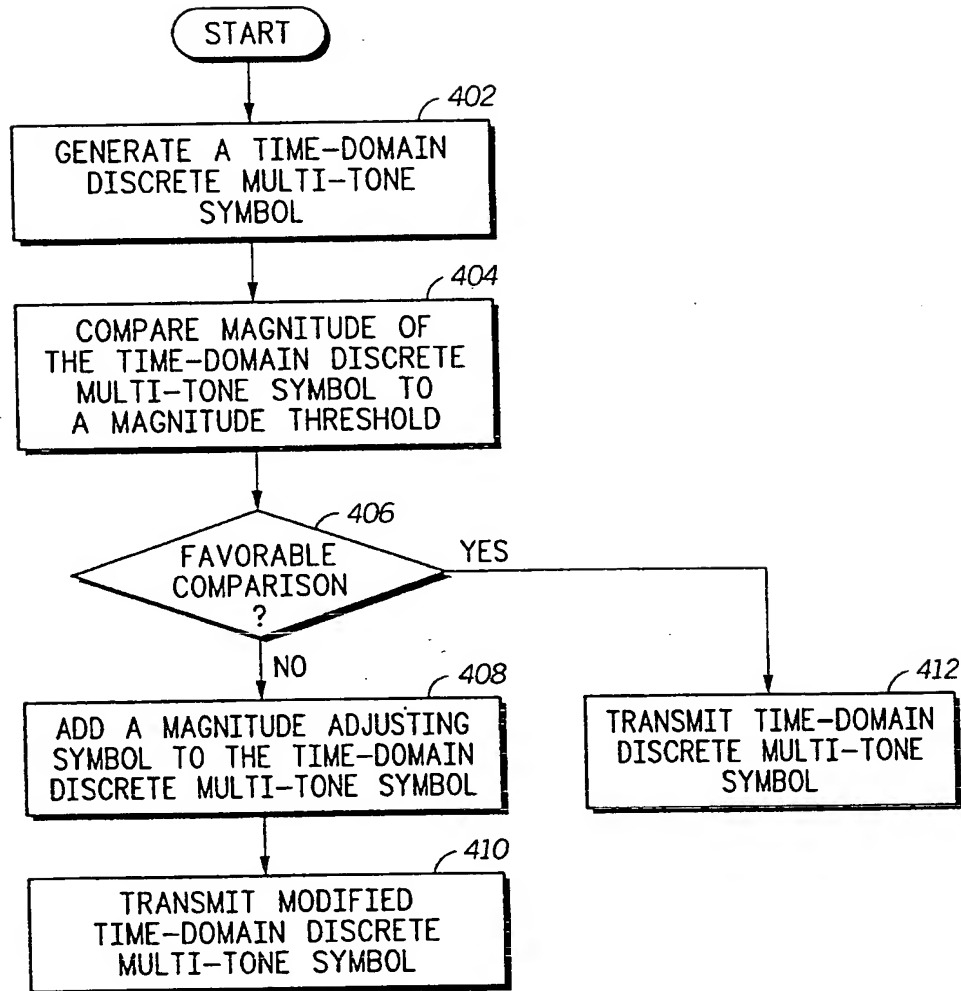 START
402
GENERATE A TIME-DOMAIN
DISCRETE MULTI-TONE
SYMBOL
404
COMPARE MAGNITUDE OF
THE TIME-DOMAIN DISCRETE
MULTI-TONE SYMBOL TO
A MAGNITUDE THRESHOLD
406
FAVORABLE
COMPARISON
?
YES
NO
408
ADD A MAGNITUDE ADJUSTING
SYMBOL TO THE TIME-DOMAIN
DISCRETE MULTI-TONE SYMBOL
412
TRANSMIT TIME-DOMAIN
DISCRETE MULTI-TONE
SYMBOL
410
TRANSMIT MODIFIED
TIME-DOMAIN DISCRETE
MULTI-TONE SYMBOL